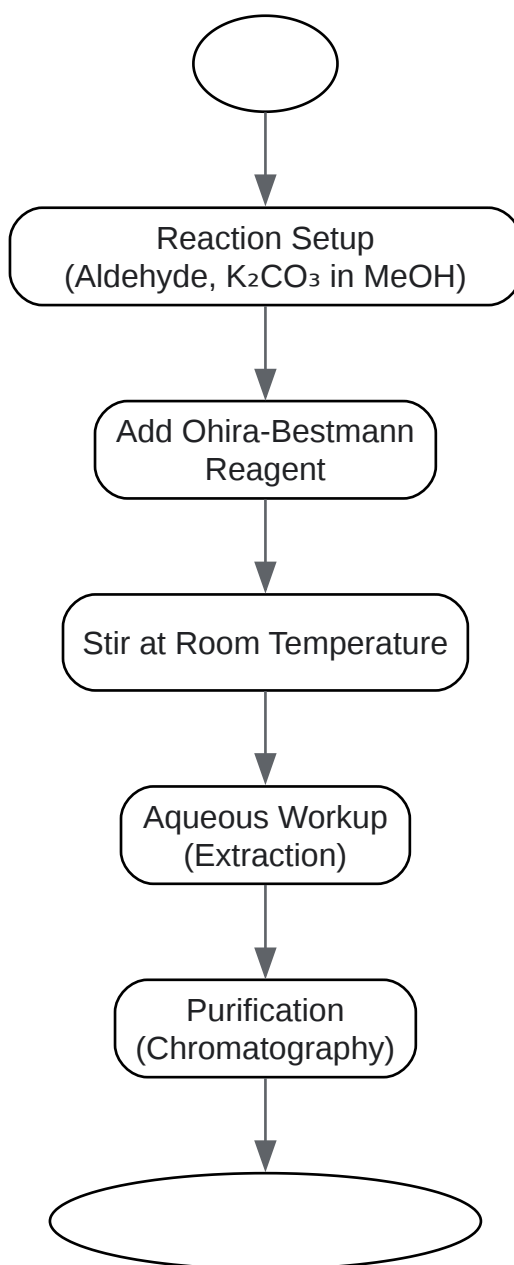 Reaction Setup
(Aldehyde, K₂CO₃ in MeOH)
Add Ohira-Bestmann
Reagent
Stir at Room Temperature
Aqueous Workup
(Extraction)
Purification
(Chromatography)